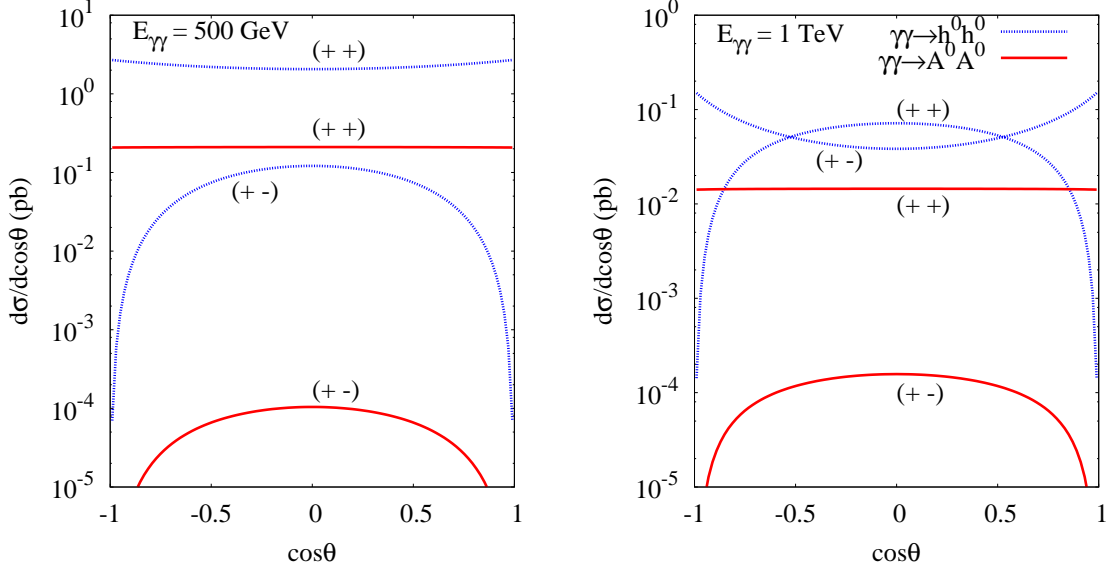 E_γγ = 500 GeV
(+ +)
(+ +)
(+ -)
(+ -)
10^1
10^0
10^-1
10^-2
10^-3
10^-4
10^-5
dσ/dcosθ (pb)
-1 -0.5 0 0.5 1
cosθ
E_γγ = 1 TeV
γγ→h^0h^0
γγ→A^0A^0
(+ +)
(+ -)
(+ +)
(+ -)
10^0
10^-1
10^-2
10^-3
10^-4
10^-5
dσ/dcosθ (pb)
-1 -0.5 0 0.5 1
cosθ